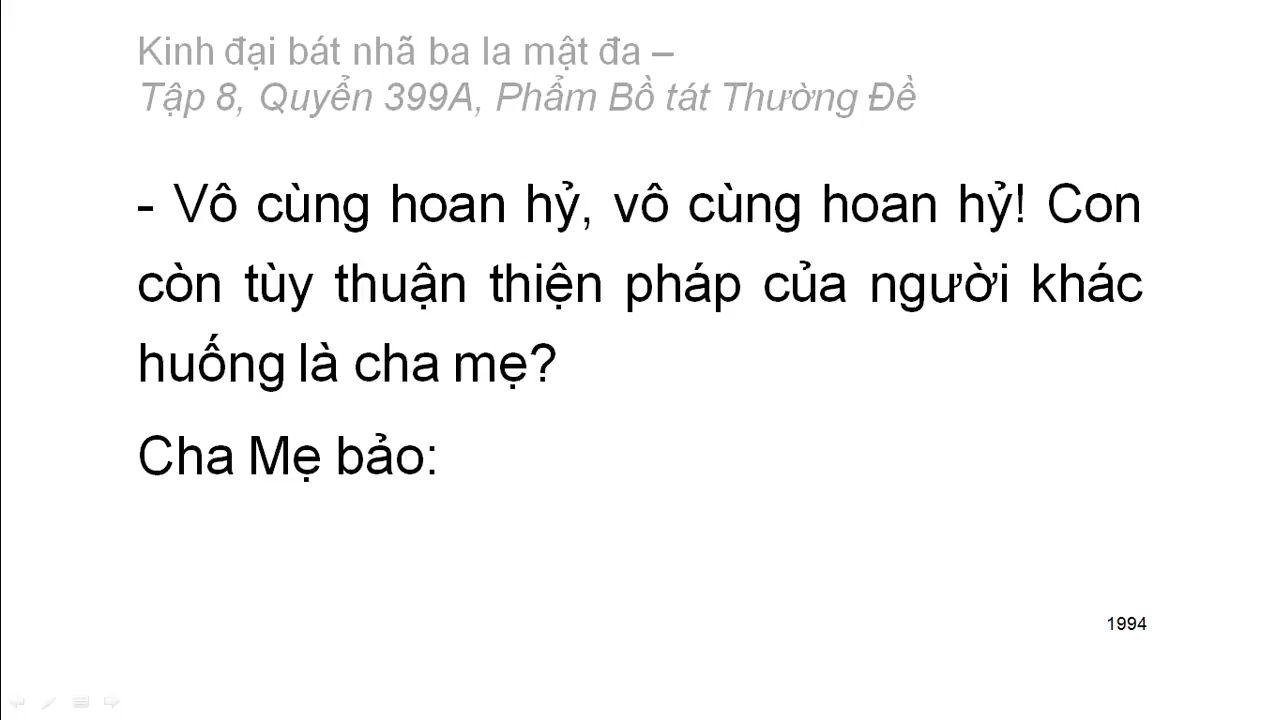 Kinh đại bát nhã ba la mật đa –
Tập 8, Quyển 399A, Phẩm Bồ tát Thường Đề
- Vô cùng hoan hỷ, vô cùng hoan hỷ! Con
còn tùy thuận thiện pháp của người khác
huống là cha mẹ?
Cha Mẹ bảo:
1994